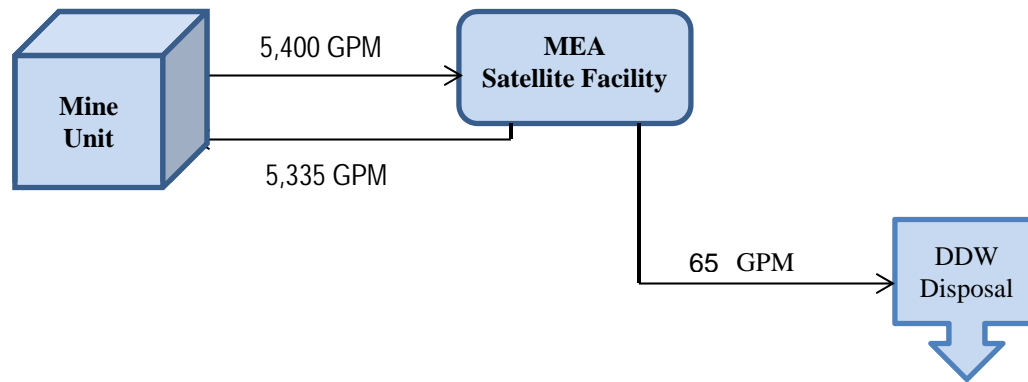 5,400 GPM
MEA
Satellite Facility
Mine
Unit
5,335 GPM
65 GPM
DDW
Disposal